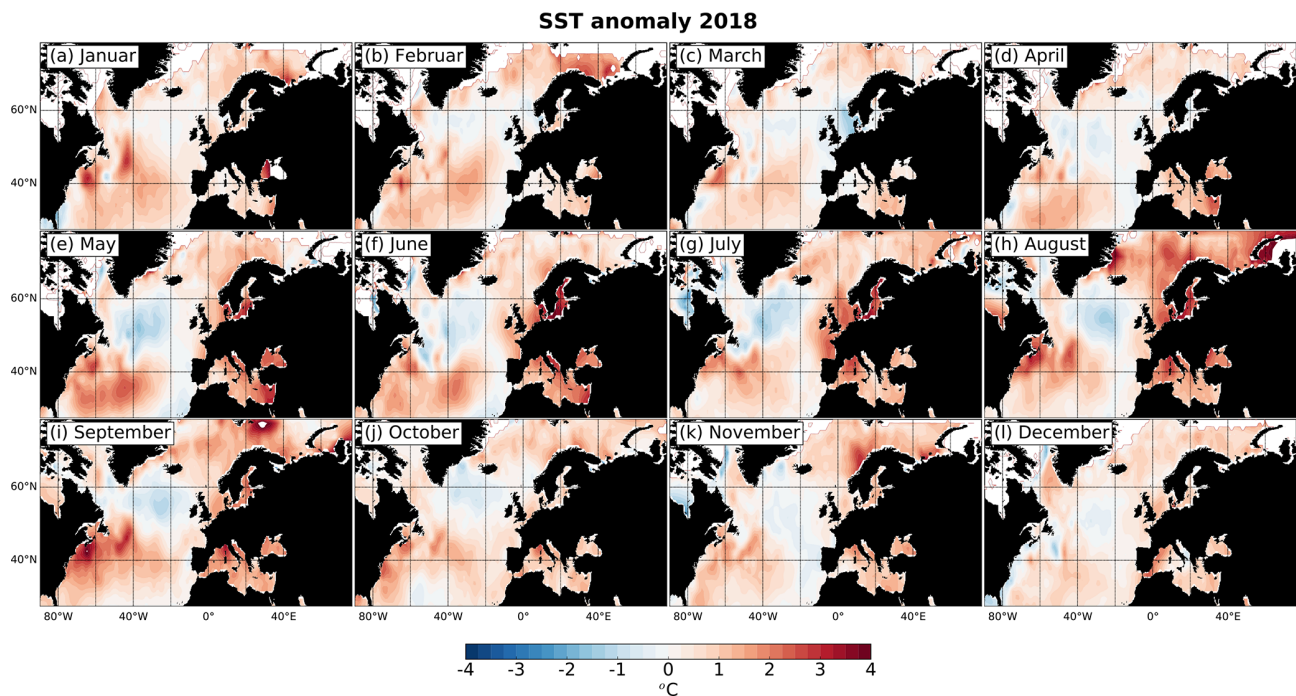 SST anomaly 2018
(a) Januar
(b) Februar
(c) March
(d) April
60°N
40°N
(e) May
(f) June
(g) July
(h) August
60°N
40°N
(i) September
(j) October
(k) November
(l) December
60°N
40°N
80°W 40°W 0° 40°E 80°W 40°W 0° 40°E 80°W 40°W 0° 40°E 80°W 40°W 0° 40°E
-4 -3 -2 -1 0 1 2 3 4
°C